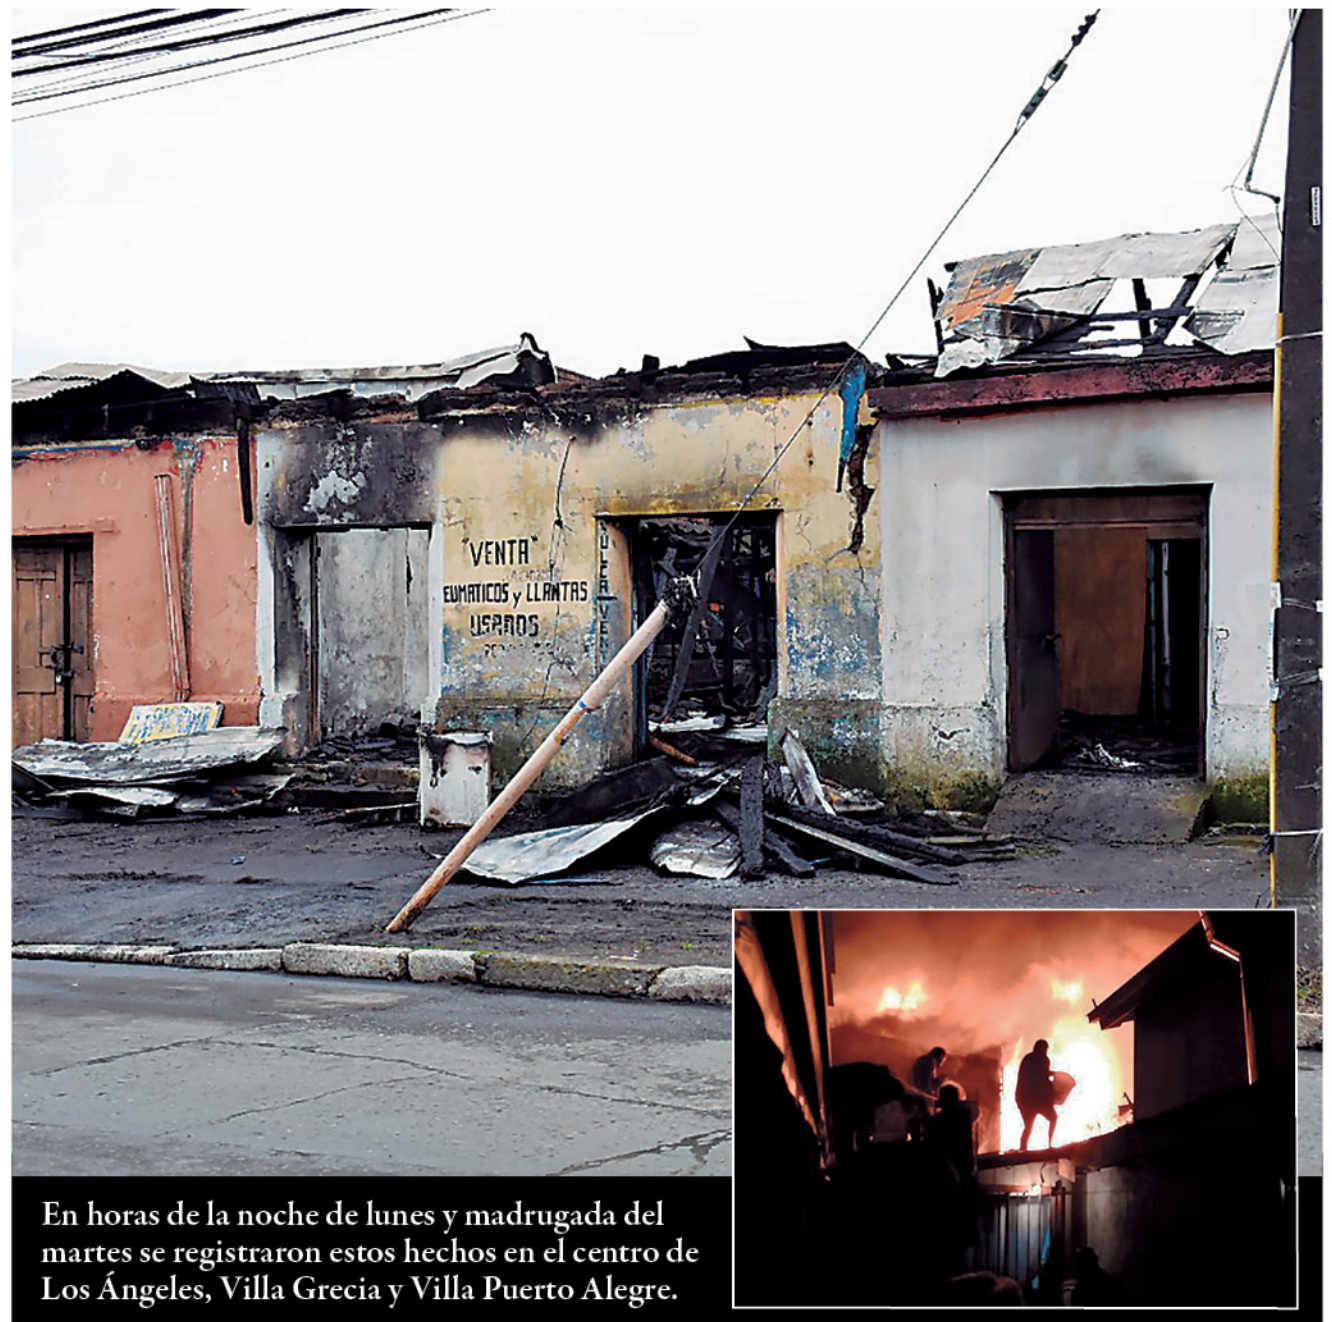 "VENTA"
EUMATICOS y LLANTAS
USADOS
En horas de la noche de lunes y madrugada del
martes se registraron estos hechos en el centro de
Los Ángeles, Villa Grecia y Villa Puerto Alegre.